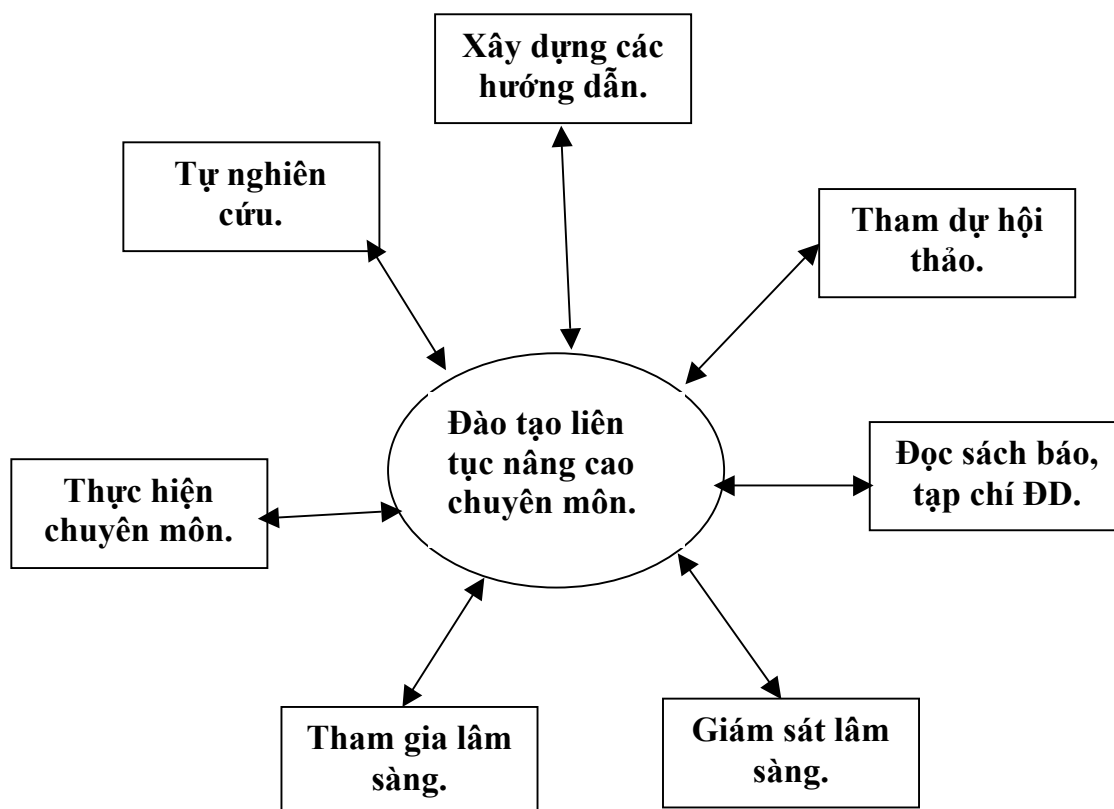 Xây dựng các
hướng dẫn.
Tự nghiên
cứu.
Tham dự hội
thảo.
Đào tạo liên
tục nâng cao
chuyên môn.
Đọc sách báo,
tạp chí ĐD.
Thực hiện
chuyên môn.
Tham gia lâm
sàng.
Giám sát lâm
sàng.